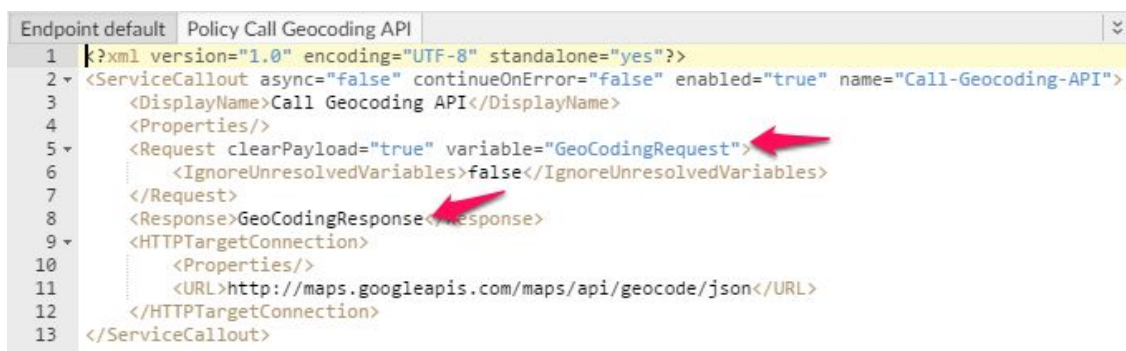 Endpoint default Policy Call Geocoding API
1 <?xml version="1.0" encoding="UTF-8" standalone="yes"?>
2 <ServiceCallout async="false" continueOnError="false" enabled="true" name="Call-Geocoding-API">
3 <DisplayName>Call Geocoding API</DisplayName>
4 <Properties/>
5 <Request clearPayload="true" variable="GeoCodingRequest">
6 <IgnoreUnresolvedVariables>false</IgnoreUnresolvedVariables>
7 </Request>
8 <Response>GeoCodingResponse</Response>
9 <HTTPTargetConnection>
10 <Properties/>
11 <URL>http://maps.googleapis.com/maps/api/geocode/json</URL>
12 </HTTPTargetConnection>
13 </ServiceCallout>